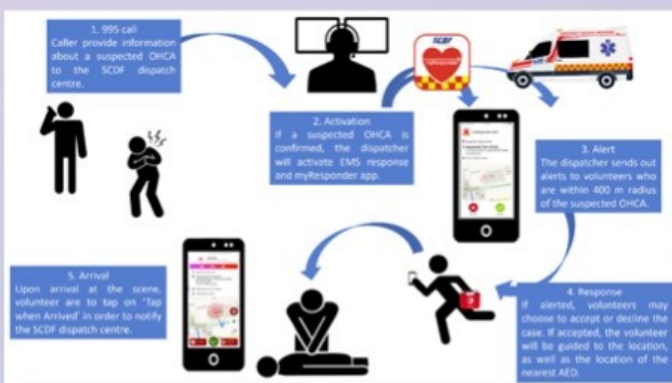 1. 995 call
Caller provide information
about a suspected OHCA
to the SCDF dispatch
centre.
SCDF
2. Activation
If a suspected OHCA is
confirmed, the dispatcher
will activate EMS response
and myResponder app.
3. Alert
The dispatcher sends out
alerts to volunteers who
are within 400 m radius
of the suspected OHCA.
4. Response
If alerted, volunteers may
choose to accept or decline the
case. If accepted, the volunteer
will be guided to the location,
as well as the location of the
nearest AED.
5. Arrival
Upon arrival at the scene,
volunteer are to tap on 'Tap
when Arrived' in order to notify
the SCDF dispatch centre.